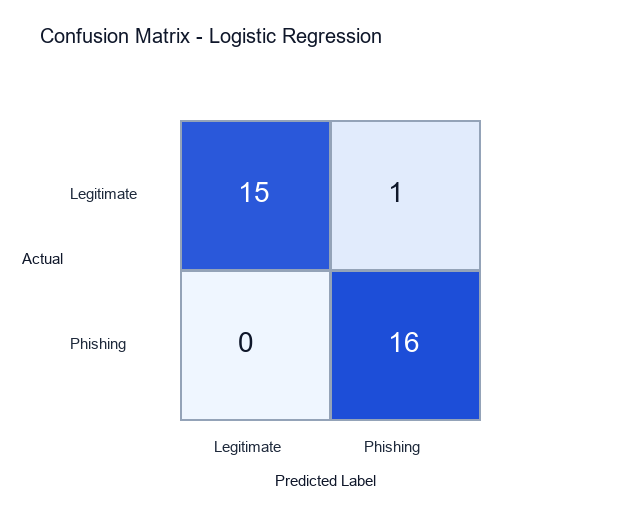 Confusion Matrix - Logistic Regression
Legitimate 15 1
Actual
Phishing 0 16
Legitimate Phishing
Predicted Label